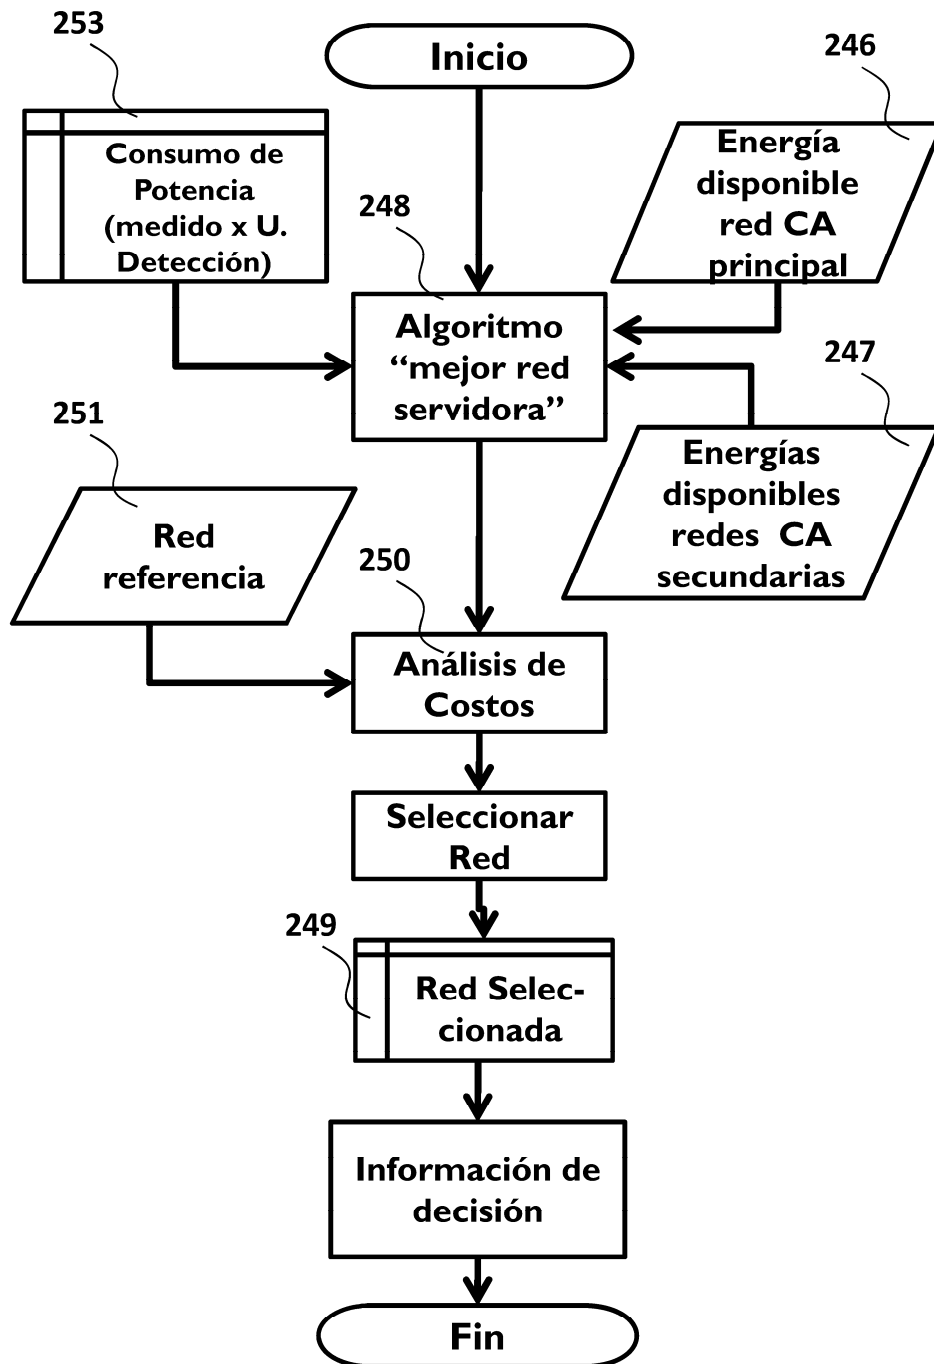 253
Inicio
246
Consumo de
Potencia
(medido x U.
Detección)
248
Energía
disponible
red CA
principal
Algoritmo
“mejor red
servidora”
247
251
Energías
disponibles
redes CA
secundarias
Red
referencia
250
Análisis de
Costos
Seleccionar
Red
249
Red Selec-
cionada
Información de
decisión
Fin